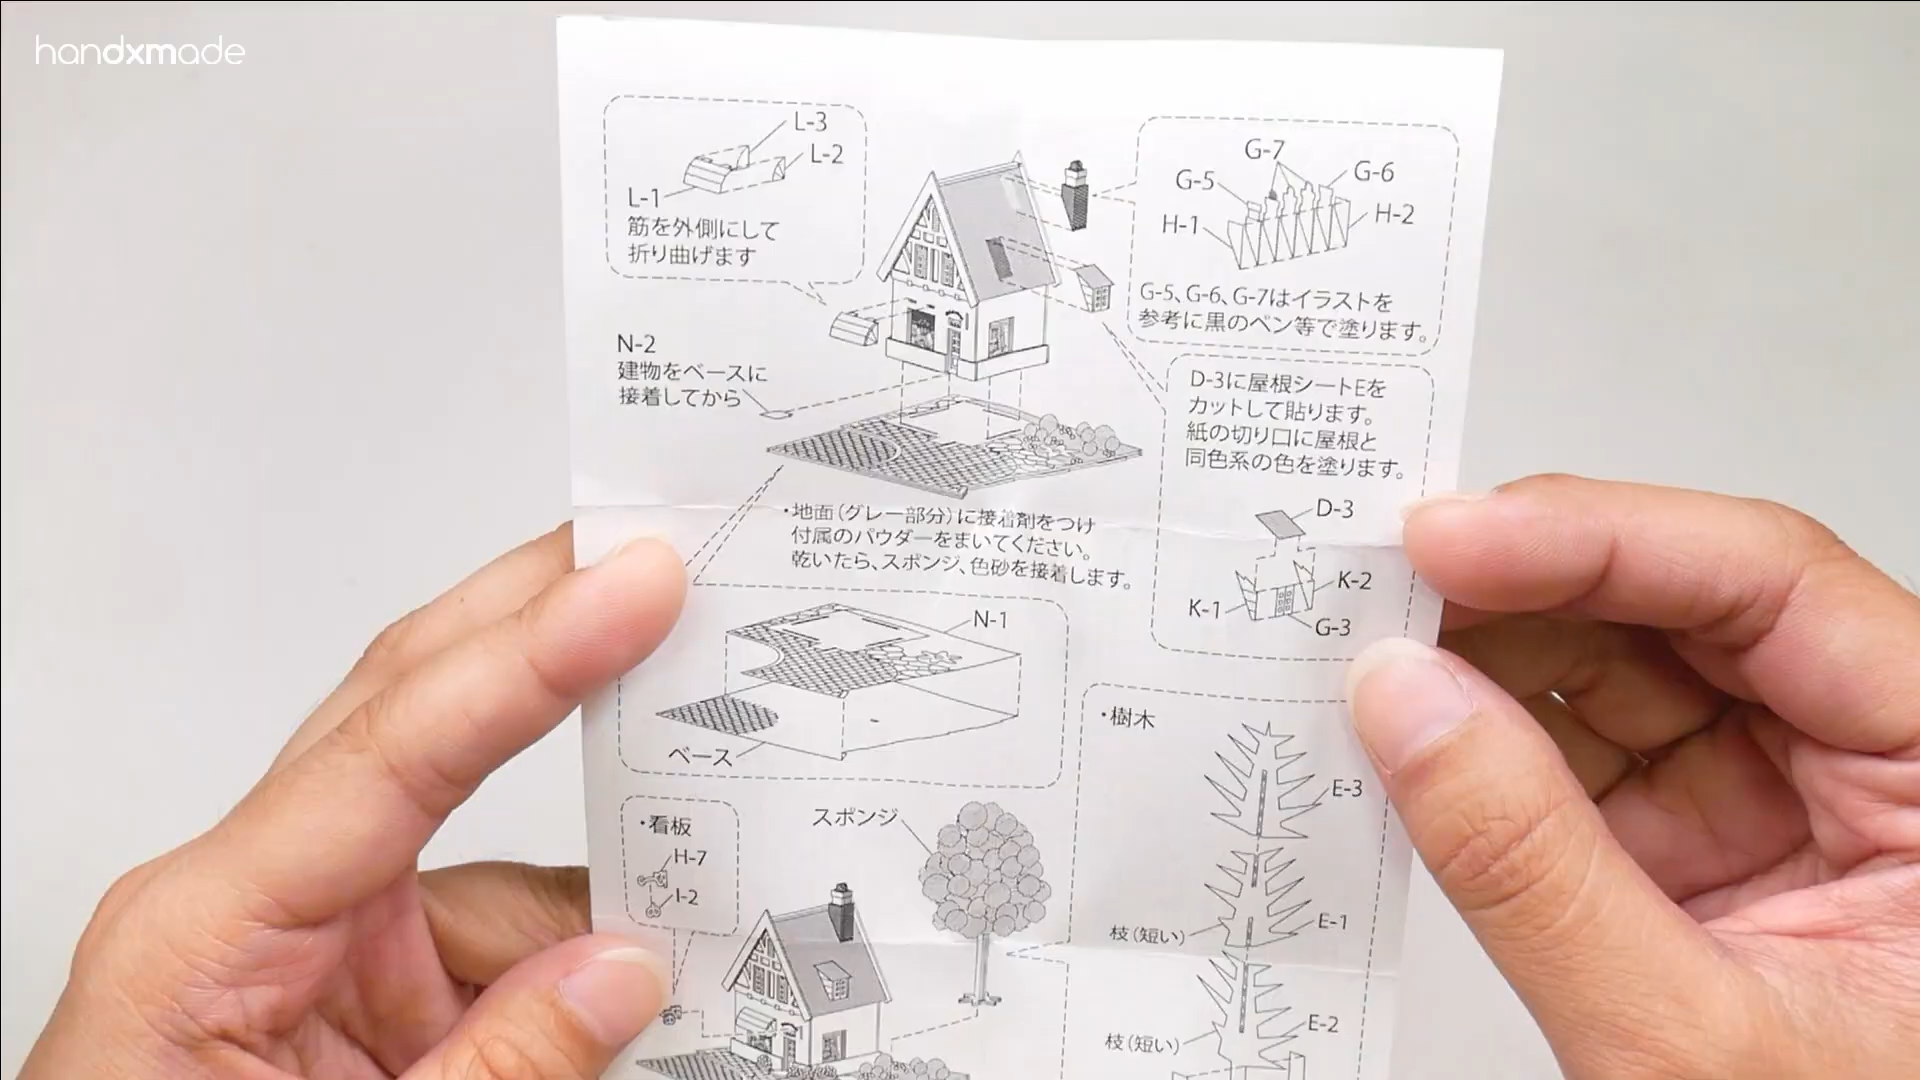 handxmade
L-3
L-2
L-1
筋を外側にして
折り曲げます
G-7
G-5
G-6
H-1
H-2
G-5、G-6、G-7はイラストを
参考に黒のペン等で塗ります。
N-2
建物をベースに
接着してから
D-3に屋根シートEを
カットして貼ります。
紙の切り口に屋根と
同色系の色を塗ります。
D-3
K-2
K-1
G-3
・地面(グレー部分)に接着剤をつけ
付属のパウダーをまいてください。
乾いたら、スポンジ、色砂を接着します。
N-1
ベース
・樹木
E-3
E-1
枝(短い)
E-2
枝(短い)
・看板
H-7
I-2
スポンジ